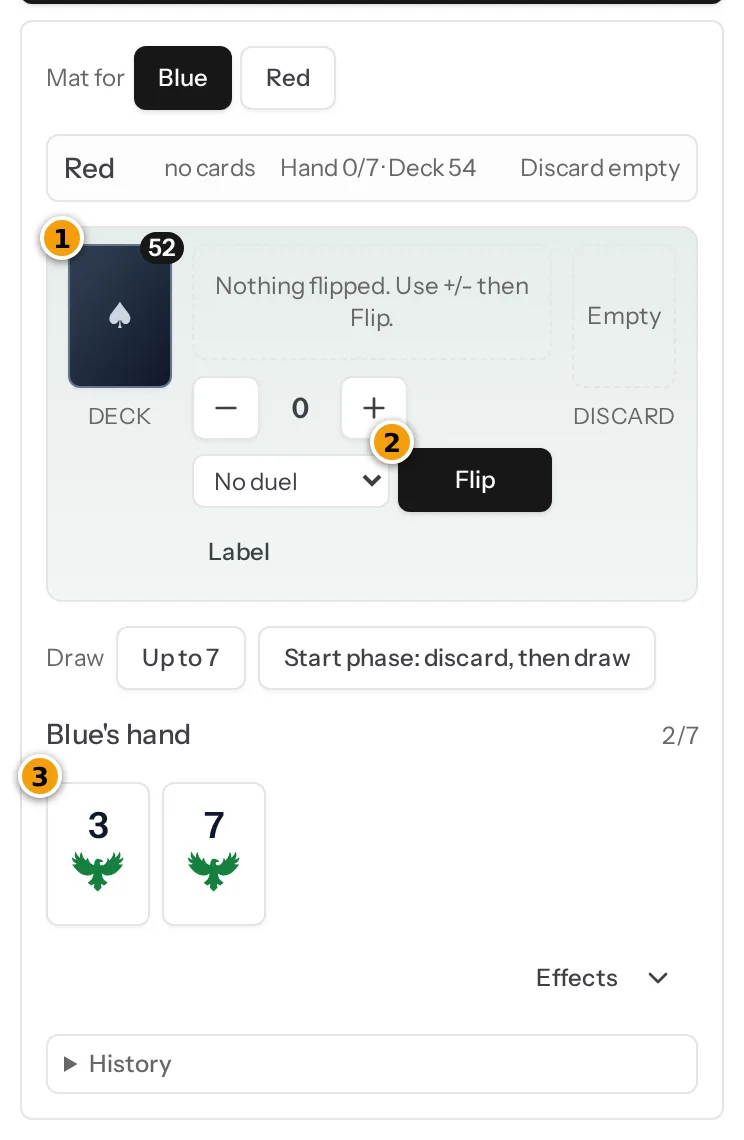 Mat for Blue Red
Red no cards Hand 0/7 · Deck 54 Discard empty
1
52
Nothing flipped. Use +/- then
Flip.
Empty
DECK
− 0 +
DISCARD
2
No duel Flip
Label
Draw Up to 7 Start phase: discard, then draw
Blue's hand 2/7
3
3 7
Effects
History